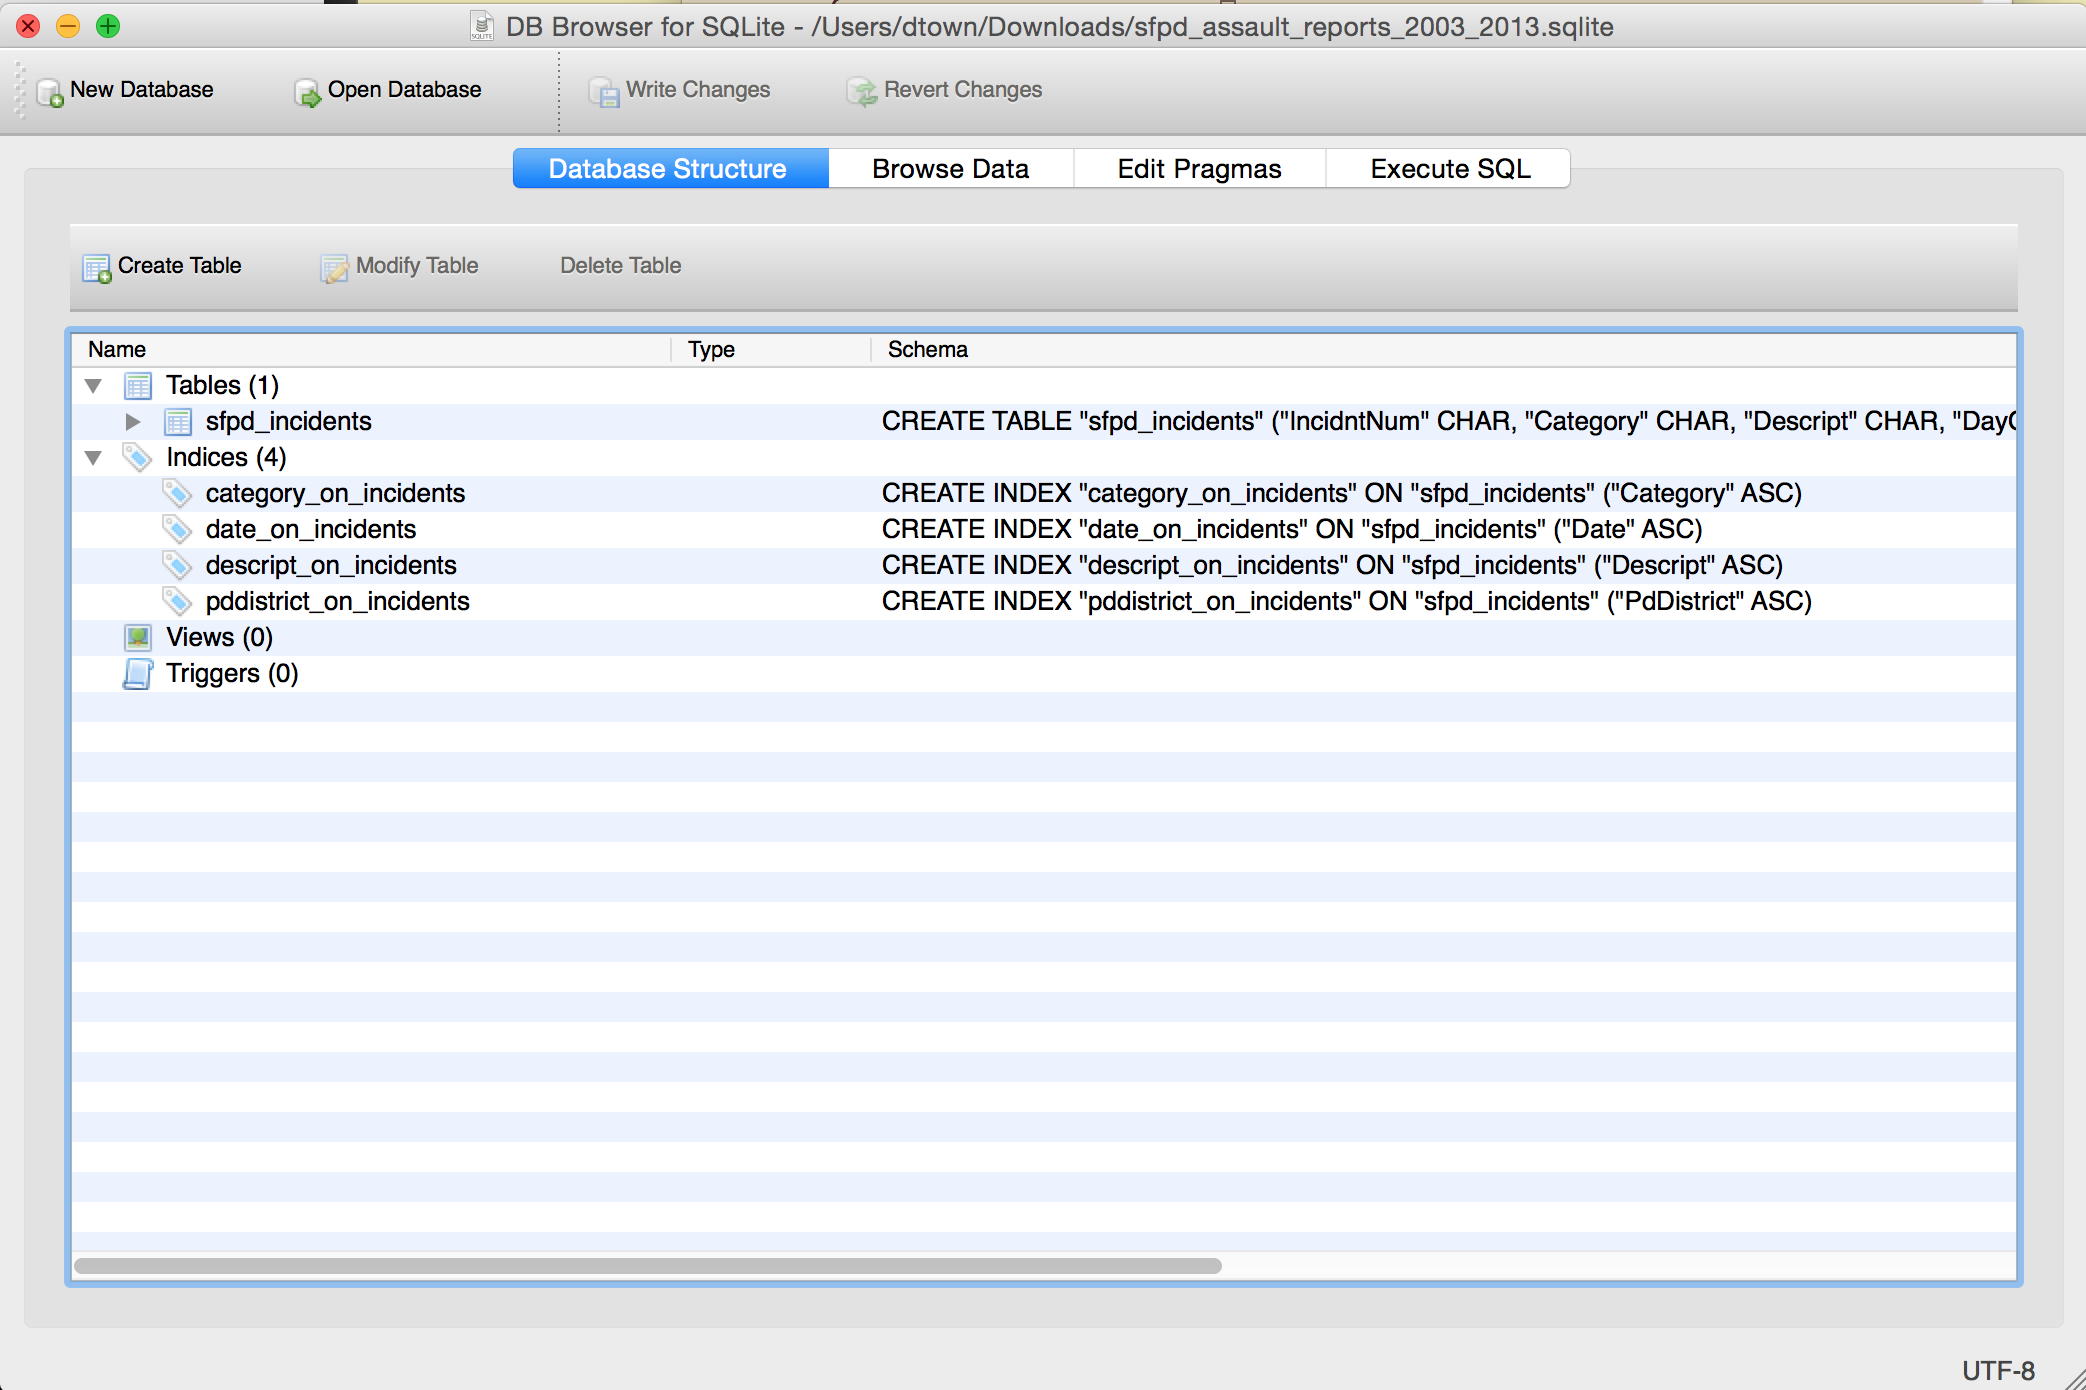 DB Browser for SQLite - /Users/dtown/Downloads/sfpd_assault_reports_2003_2013.sqlite
New Database Open Database Write Changes Revert Changes
Database Structure Browse Data Edit Pragmas Execute SQL
Create Table Modify Table Delete Table
Name Type Schema
Tables (1)
sfpd_incidents CREATE TABLE "sfpd_incidents" ("IncidntNum" CHAR, "Category" CHAR, "Descript" CHAR, "Day
Indices (4)
category_on_incidents CREATE INDEX "category_on_incidents" ON "sfpd_incidents" ("Category" ASC)
date_on_incidents CREATE INDEX "date_on_incidents" ON "sfpd_incidents" ("Date" ASC)
descript_on_incidents CREATE INDEX "descript_on_incidents" ON "sfpd_incidents" ("Descript" ASC)
pddistrict_on_incidents CREATE INDEX "pddistrict_on_incidents" ON "sfpd_incidents" ("PdDistrict" ASC)
Views (0)
Triggers (0)
UTF-8